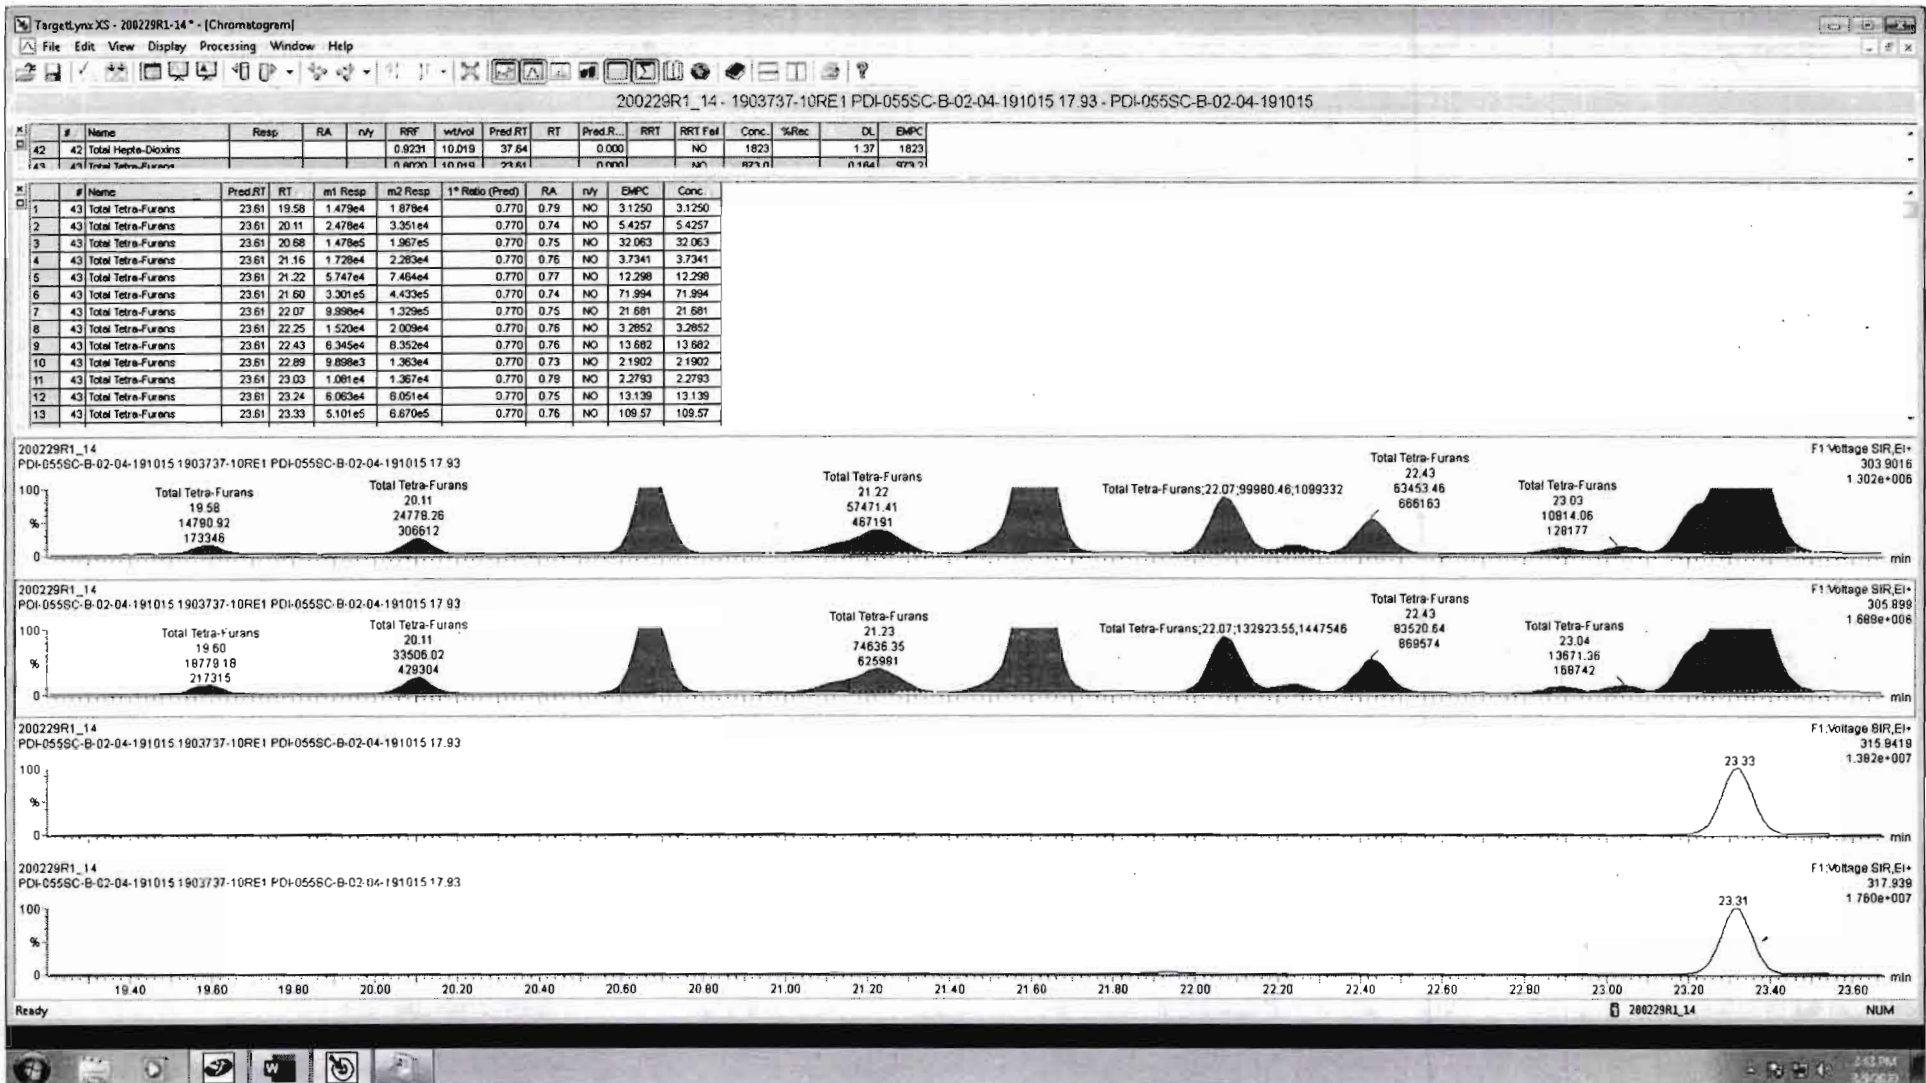 TargetLynx XS - 200229R1-14 * - [Chromatogram]
File Edit View Display Processing Window Help
200229R1_14 - 1903737-10RE1 PDI-055SC-B-02-04-191015 17.93 - PDI-055SC-B-02-04-191015
# Name Resp RA n/y RRF wt/vol Pred.RT RT Pred.R... RRT RRT Fail Conc. %Rec DL EMPC
42 42 Total Hepta-Dioxins 0.9231 10.019 37.64 0.000 NO 1823 1.37 1823
43 43 Total Tetra-Furans 0.8020 10.019 23.61 0.000 NO 0.164
# Name Pred.RT RT m1 Resp m2 Resp 1° Ratio (Pred) RA n/y EMPC Conc.
1 43 Total Tetra-Furans 23.61 19.58 1.479e4 1.878e4 0.770 0.79 NO 3.1250 3.1250
2 43 Total Tetra-Furans 23.61 20.11 2.478e4 3.351e4 0.770 0.74 NO 5.4257 5.4257
3 43 Total Tetra-Furans 23.61 20.68 1.478e5 1.967e5 0.770 0.75 NO 32.063 32.063
4 43 Total Tetra-Furans 23.61 21.16 1.728e4 2.283e4 0.770 0.76 NO 3.7341 3.7341
5 43 Total Tetra-Furans 23.61 21.22 5.747e4 7.464e4 0.770 0.77 NO 12.298 12.298
6 43 Total Tetra-Furans 23.61 21.60 3.301e5 4.433e5 0.770 0.74 NO 71.994 71.994
7 43 Total Tetra-Furans 23.61 22.07 9.998e4 1.329e5 0.770 0.75 NO 21.681 21.681
8 43 Total Tetra-Furans 23.61 22.25 1.520e4 2.009e4 0.770 0.76 NO 3.2852 3.2852
9 43 Total Tetra-Furans 23.61 22.43 6.345e4 8.352e4 0.770 0.76 NO 13.682 13.682
10 43 Total Tetra-Furans 23.61 22.89 9.898e3 1.363e4 0.770 0.73 NO 2.1902 2.1902
11 43 Total Tetra-Furans 23.61 23.03 1.081e4 1.367e4 0.770 0.79 NO 2.2793 2.2793
12 43 Total Tetra-Furans 23.61 23.24 6.063e4 8.051e4 0.770 0.75 NO 13.139 13.139
13 43 Total Tetra-Furans 23.61 23.33 5.101e5 6.670e5 0.770 0.76 NO 109.57 109.57
200229R1_14
PDI-055SC-B-02-04-191015 1903737-10RE1 PDI-055SC-B-02-04-191015 17.93
F1:Voltage SIR,EI+
303.9016
1.302e+006
Total Tetra-Furans
19.58
14790.92
173346
Total Tetra-Furans
20.11
24778.26
306612
Total Tetra-Furans
21.22
57471.41
467191
Total Tetra-Furans;22.07;99980.46;1099332
Total Tetra-Furans
22.43
63453.46
666163
Total Tetra-Furans
23.03
10814.06
128177
100
%
0
min
200229R1_14
PDI-055SC-B-02-04-191015 1903737-10RE1 PDI-055SC-B-02-04-191015 17.93
F1:Voltage SIR,EI+
305.899
1.689e+006
Total Tetra-Furans
19.60
18779.18
217315
Total Tetra-Furans
20.11
33506.02
429304
Total Tetra-Furans
21.23
74636.35
625981
Total Tetra-Furans;22.07;132923.55;1447546
Total Tetra-Furans
22.43
83520.64
869574
Total Tetra-Furans
23.04
13671.36
168742
100
%
0
min
200229R1_14
PDI-055SC-B-02-04-191015 1903737-10RE1 PDI-055SC-B-02-04-191015 17.93
F1:Voltage SIR,EI+
315.9419
1.382e+007
23.33
100
%
0
min
200229R1_14
PDI-055SC-B-02-04-191015 1903737-10RE1 PDI-055SC-B-02-04-191015 17.93
F1:Voltage SIR,EI+
317.939
1.760e+007
23.31
100
%
0
min
19.40 19.60 19.80 20.00 20.20 20.40 20.60 20.80 21.00 21.20 21.40 21.60 21.80 22.00 22.20 22.40 22.60 22.80 23.00 23.20 23.40 23.60
Ready 200229R1_14 NUM